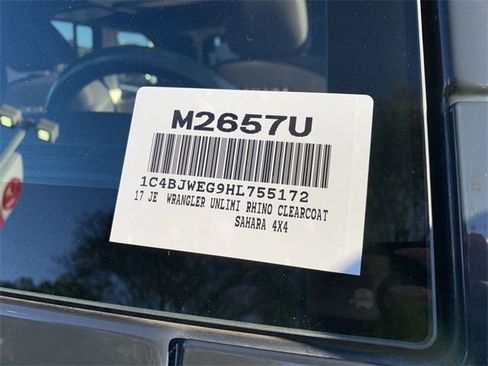 M2657U
1C4BJWEG9HL755172
17 JE WRANGLER UNLIMI RHINO CLEARCOAT
SAHARA 4X4